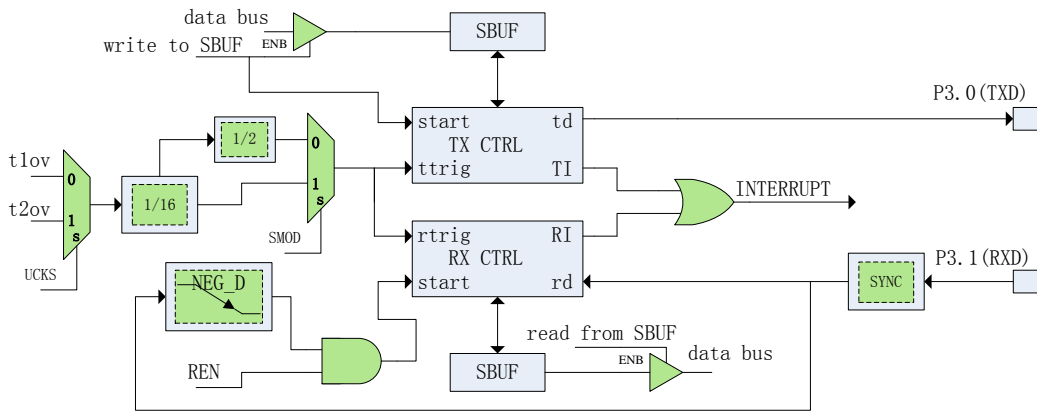 data bus
ENB
write to SBUF
SBUF
P3.0(TXD)
start
td
TX CTRL
ttrig
TI
1/2
0
1
s
t1ov
0
t2ov
1
s
1/16
UCKS
SMOD
INTERRUPT
rtrig
RI
RX CTRL
start
rd
P3.1(RXD)
SYNC
NEG_D
REN
read from SBUF
ENB
data bus
SBUF